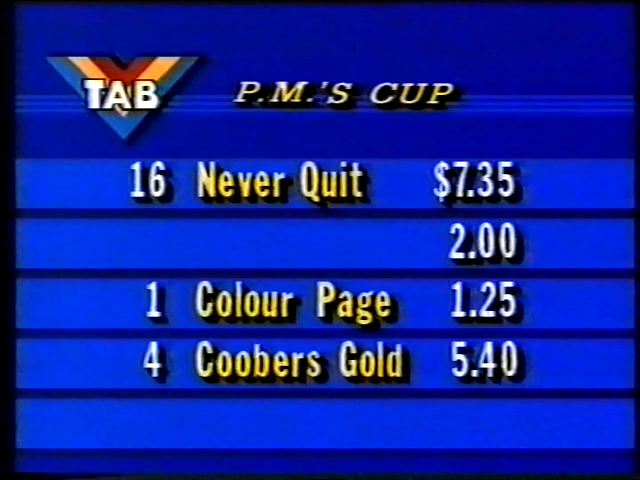 TAB P.M.'S CUP
16 Never Quit $7.35
2.00
1 Colour Page 1.25
4 Coobers Gold 5.40